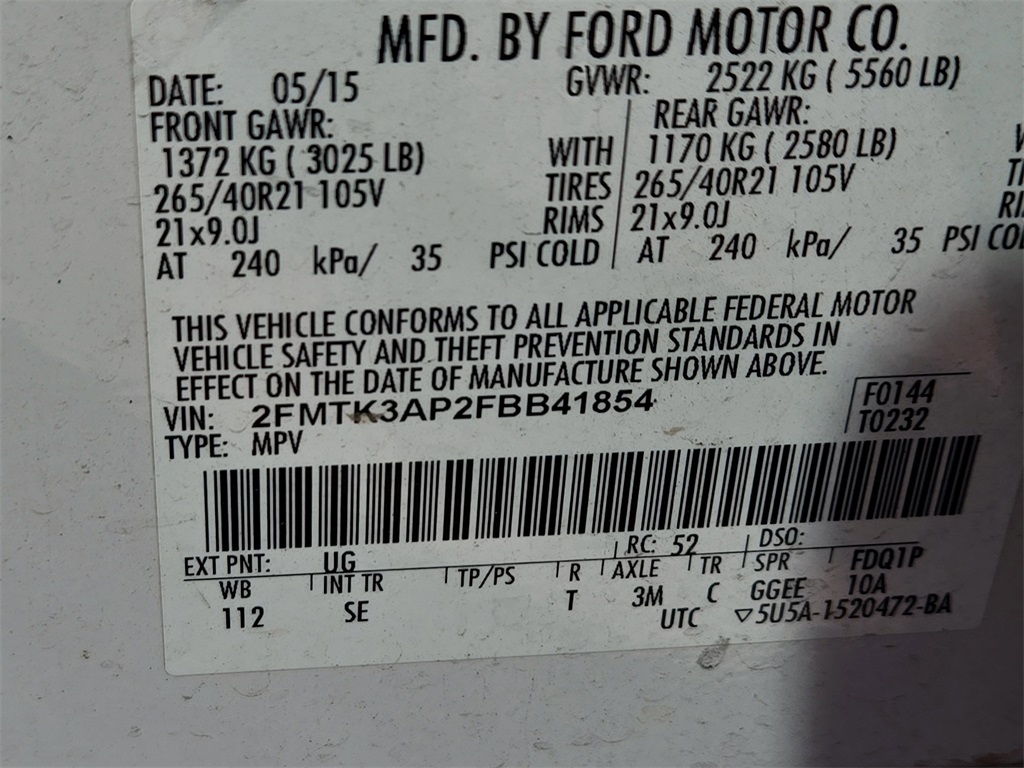 MFD. BY FORD MOTOR CO.
DATE: 05/15 GVWR: 2522 KG ( 5560 LB)
FRONT GAWR: REAR GAWR:
1372 KG ( 3025 LB) WITH 1170 KG ( 2580 LB)
265/40R21 105V TIRES 265/40R21 105V
21x9.0J RIMS 21x9.0J
AT 240 kPa/ 35 PSI COLD AT 240 kPa/ 35 PSI
THIS VEHICLE CONFORMS TO ALL APPLICABLE FEDERAL MOTOR
VEHICLE SAFETY AND THEFT PREVENTION STANDARDS IN
EFFECT ON THE DATE OF MANUFACTURE SHOWN ABOVE.
VIN: 2FMTK3AP2FBB41854 F0144
TYPE: MPV T0232
EXT PNT: UG RC: 52 DSO:
WB INT TR TP/PS R AXLE TR SPR FDQ1P
112 SE T 3M C GGEE 10A
UTC ▽5U5A-1520472-BA